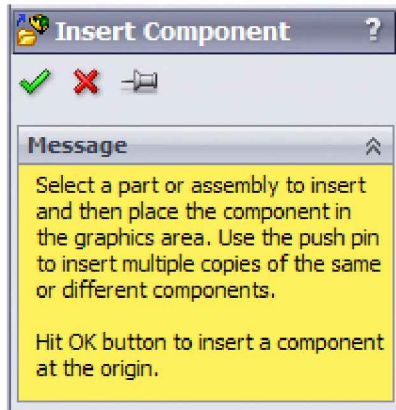 Insert Component ?
Message
Select a part or assembly to insert
and then place the component in
the graphics area. Use the push pin
to insert multiple copies of the same
or different components.
Hit OK button to insert a component
at the origin.